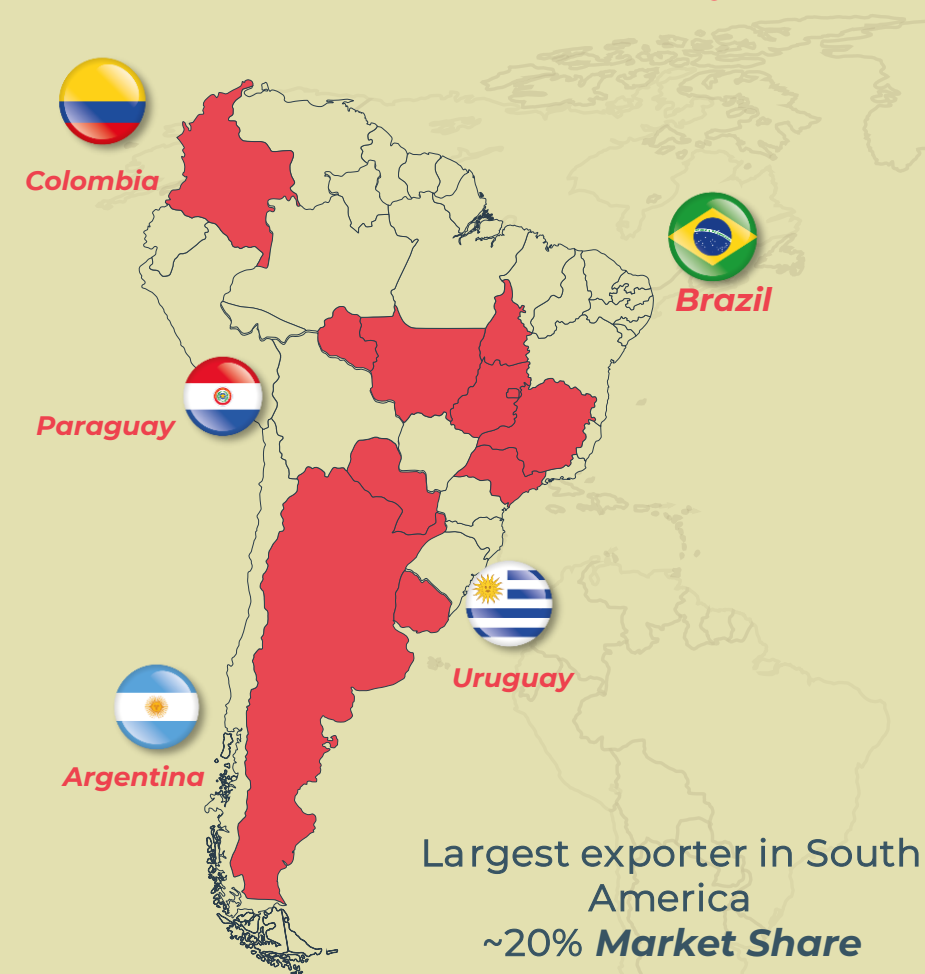 Colombia
Brazil
Paraguay
Uruguay
Argentina
Largest exporter in South
America
~20% Market Share